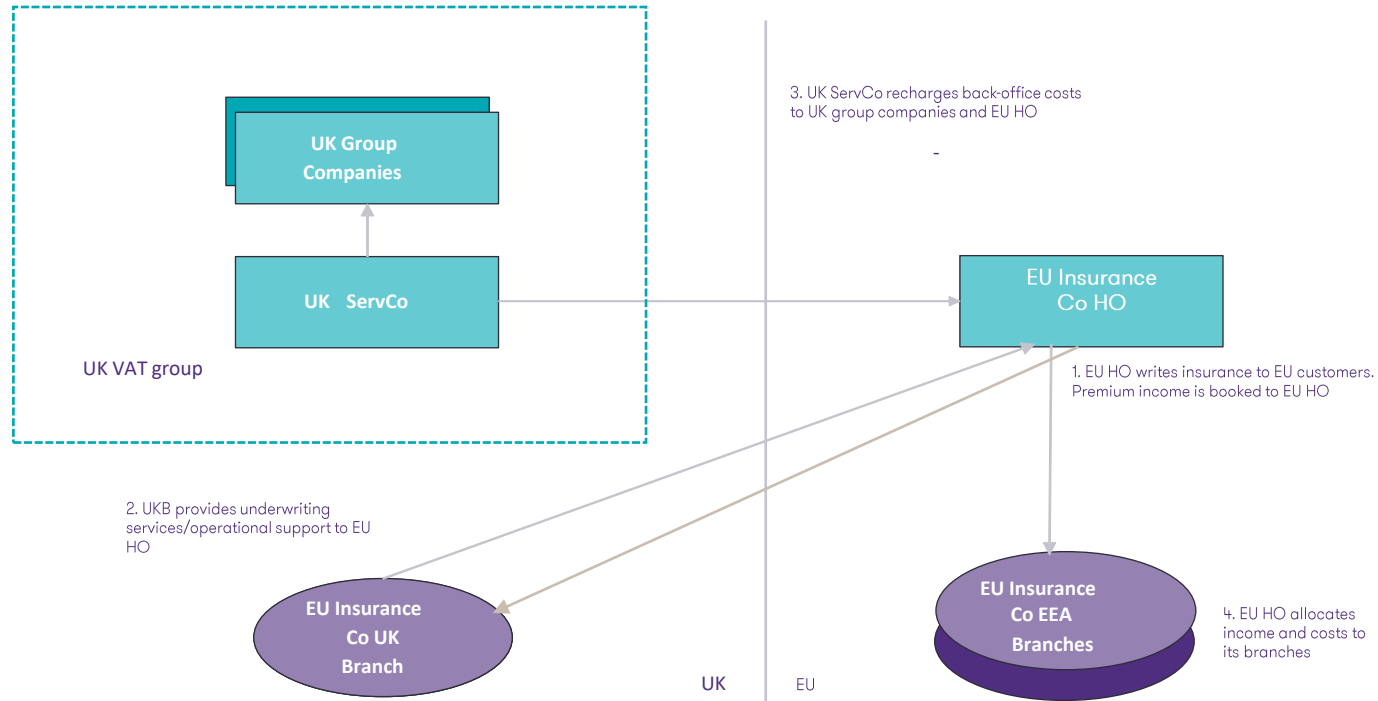 3. UK ServCo recharges back-office costs
to UK group companies and EU HO
-
UK Group
Companies
UK ServCo
EU Insurance
Co HO
UK VAT group
1. EU HO writes insurance to EU customers.
Premium income is booked to EU HO
2. UKB provides underwriting
services/operational support to EU
HO
EU Insurance
Co UK
Branch
EU Insurance
Co EEA
Branches
4. EU HO allocates
income and costs to
its branches
UK
EU